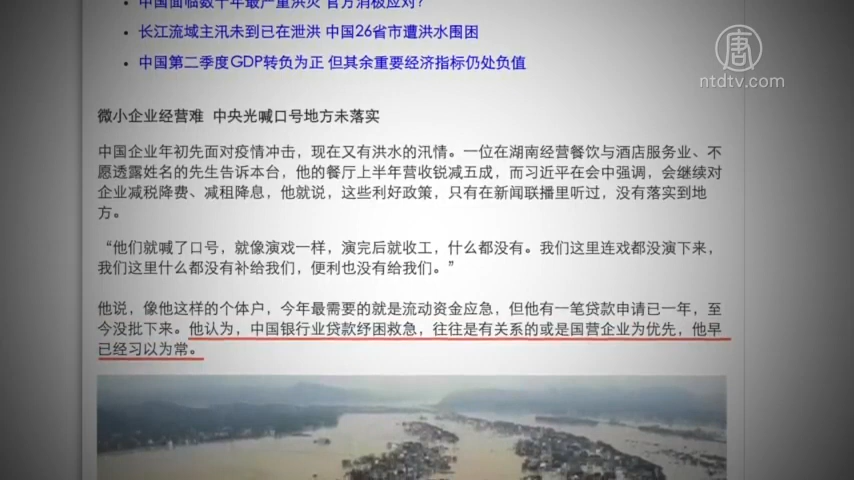 中国面临数十年最严重洪灾 官方消极应对?
长江流域主汛未到已在泄洪 中国26省市遭洪水围困
中国第二季度GDP转负为正 但其余重要经济指标仍处负值
唐
ntdtv.com
微小企业经营难 中央光喊口号地方未落实
中国企业年初先面对疫情冲击，现在又有洪水的汛情。一位在湖南经营餐饮与酒店服务业、不
愿透露姓名的先生告诉本台，他的餐厅上半年营收锐减五成，而习近平在会中强调，会继续对
企业减税降费、减租降息，他就说，这些利好政策，只有在新闻联播里听过，没有落实到地
方。
“他们就喊了口号，就像演戏一样，演完后就收工，什么都没有。我们这里连戏都没演下来，
我们这里什么都没有补给我们，便利也没有给我们。”
他说，像他这样的个体户，今年最需要的就是流动资金应急，但他有一笔贷款申请已一年，至
今没批下来。他认为，中国银行业贷款纾困救急，往往是有关系的或是国营企业为优先，他早
已经习以为常。